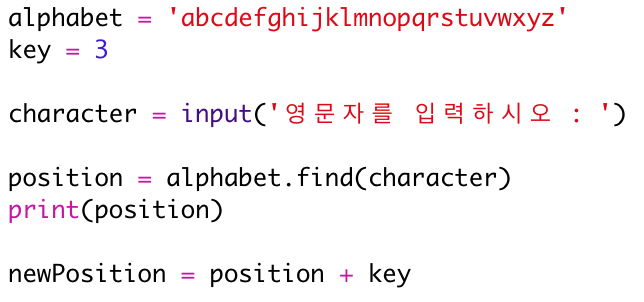 alphabet = 'abcdefghijklmnopqrstuvwxyz'
key = 3
character = input('영문자를 입력하시오 : ')
position = alphabet.find(character)
print(position)
newPosition = position + key